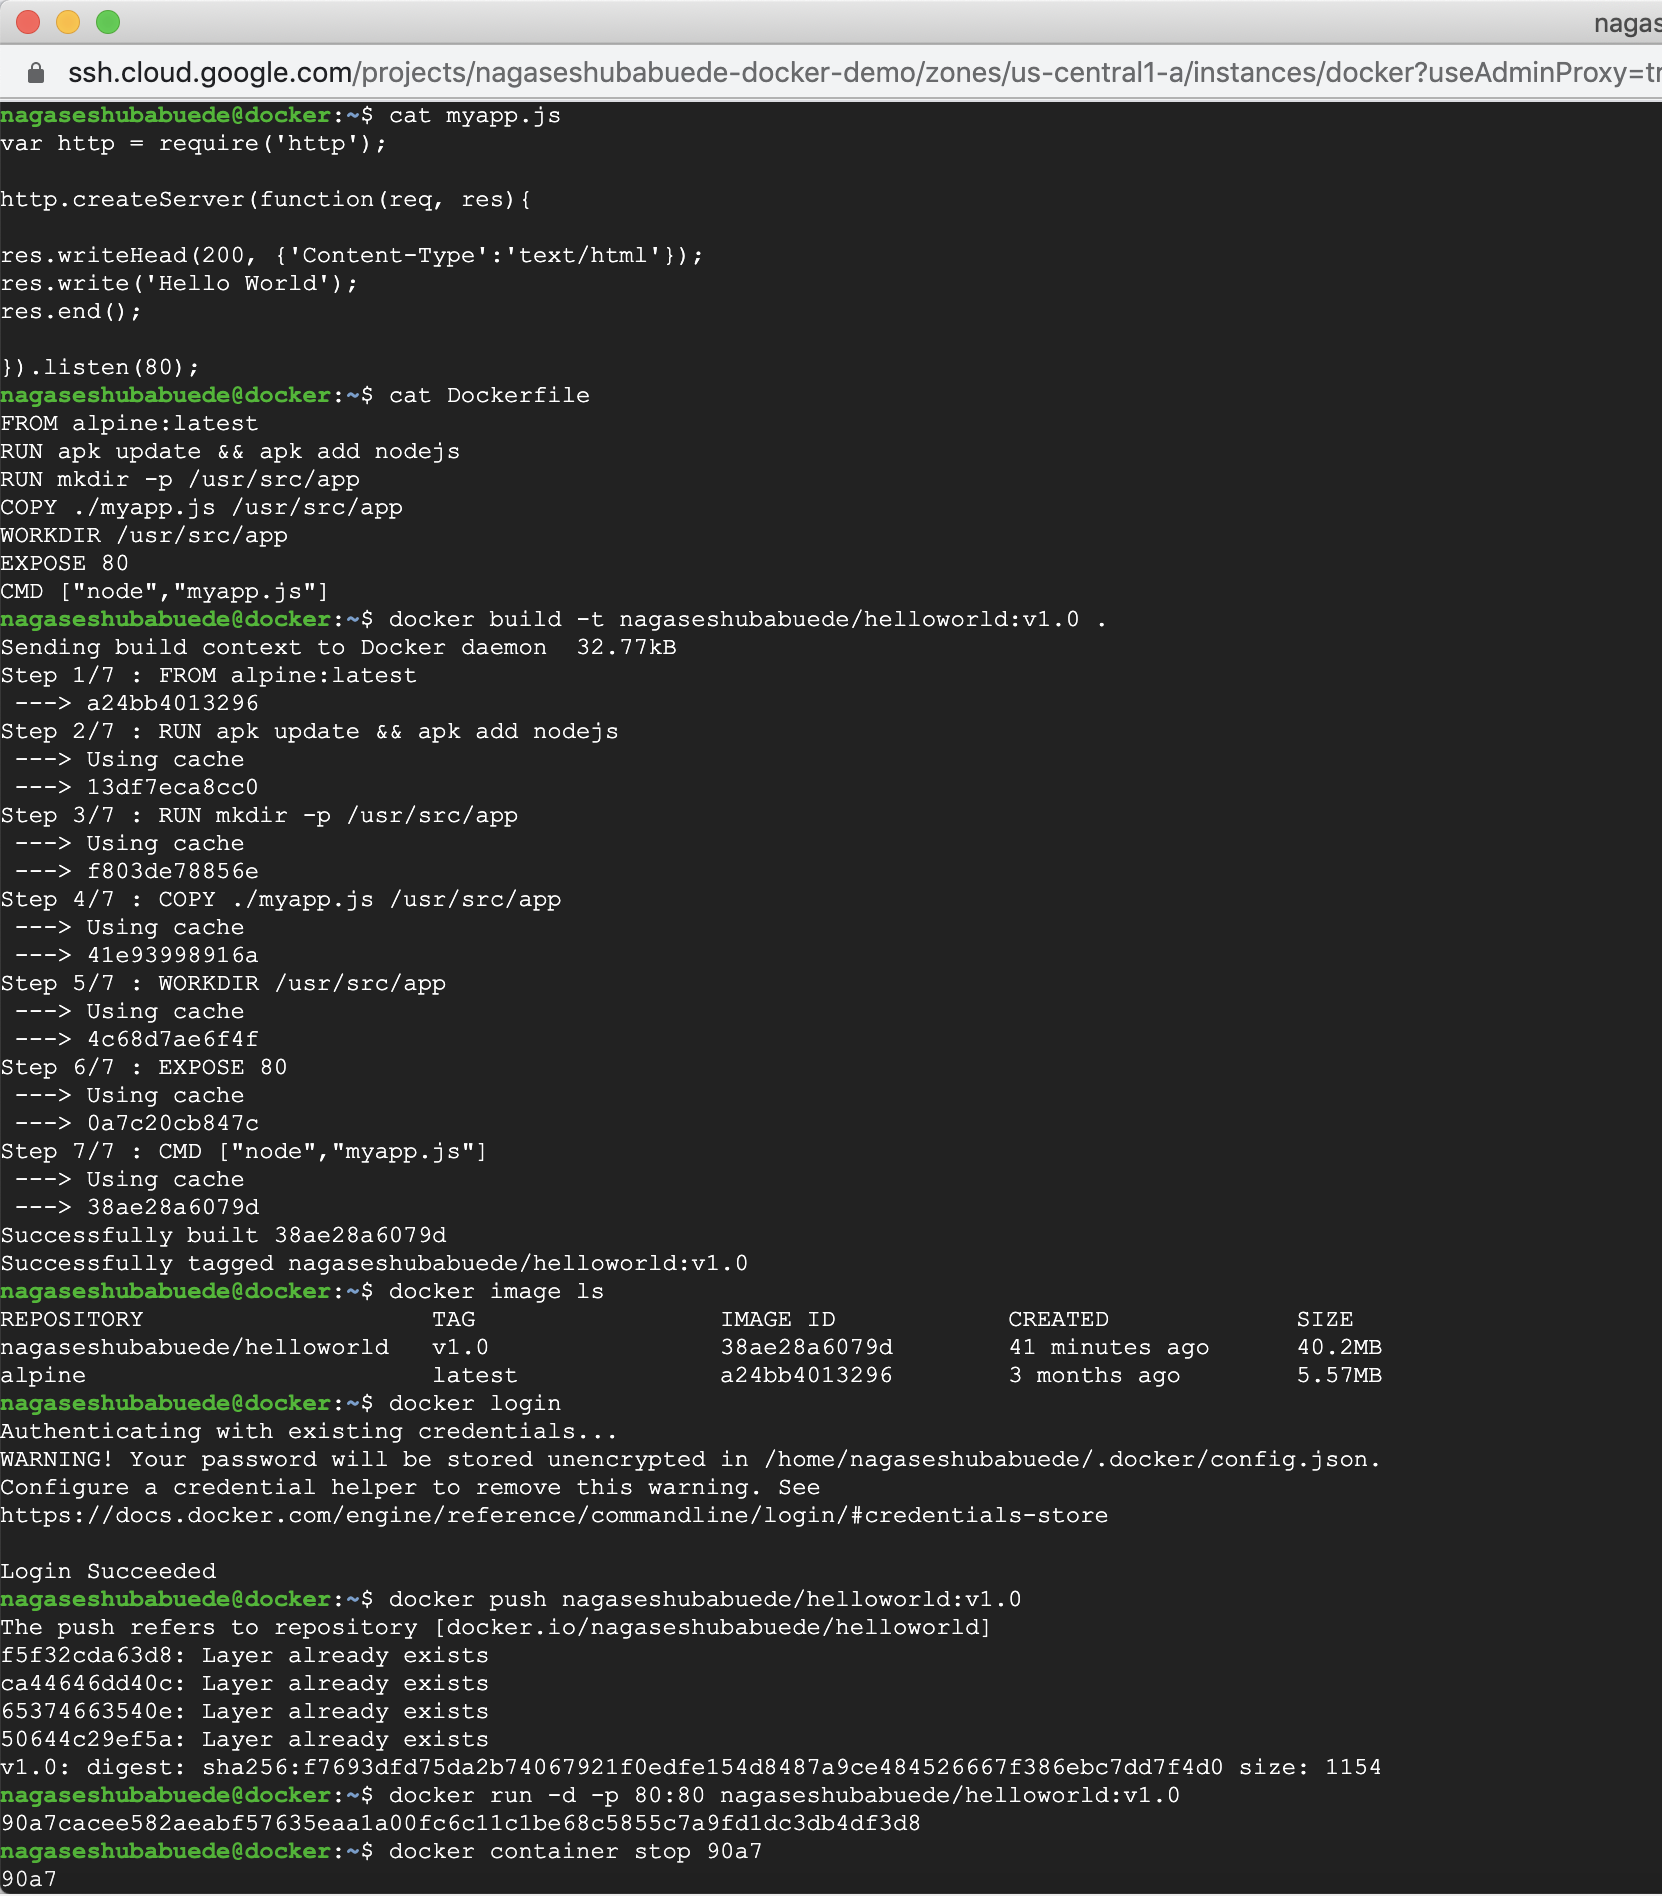 nagas
ssh.cloud.google.com/projects/nagaseshubabuede-docker-demo/zones/us-central1-a/instances/docker?useAdminProxy=tr
nagaseshubabuede@docker:~$ cat myapp.js
var http = require('http');
http.createServer(function(req, res){
res.writeHead(200, {'Content-Type':'text/html'});
res.write('Hello World');
res.end();
}).listen(80);
nagaseshubabuede@docker:~$ cat Dockerfile
FROM alpine:latest
RUN apk update && apk add nodejs
RUN mkdir -p /usr/src/app
COPY ./myapp.js /usr/src/app
WORKDIR /usr/src/app
EXPOSE 80
CMD ["node","myapp.js"]
nagaseshubabuede@docker:~$ docker build -t nagaseshubabuede/helloworld:v1.0 .
Sending build context to Docker daemon  32.77kB
Step 1/7 : FROM alpine:latest
 ---> a24bb4013296
Step 2/7 : RUN apk update && apk add nodejs
 ---> Using cache
 ---> 13df7eca8cc0
Step 3/7 : RUN mkdir -p /usr/src/app
 ---> Using cache
 ---> f803de78856e
Step 4/7 : COPY ./myapp.js /usr/src/app
 ---> Using cache
 ---> 41e93998916a
Step 5/7 : WORKDIR /usr/src/app
 ---> Using cache
 ---> 4c68d7ae6f4f
Step 6/7 : EXPOSE 80
 ---> Using cache
 ---> 0a7c20cb847c
Step 7/7 : CMD ["node","myapp.js"]
 ---> Using cache
 ---> 38ae28a6079d
Successfully built 38ae28a6079d
Successfully tagged nagaseshubabuede/helloworld:v1.0
nagaseshubabuede@docker:~$ docker image ls
REPOSITORY                    TAG                 IMAGE ID            CREATED             SIZE
nagaseshubabuede/helloworld   v1.0                38ae28a6079d        41 minutes ago      40.2MB
alpine                        latest              a24bb4013296        3 months ago        5.57MB
nagaseshubabuede@docker:~$ docker login
Authenticating with existing credentials...
WARNING! Your password will be stored unencrypted in /home/nagaseshubabuede/.docker/config.json.
Configure a credential helper to remove this warning. See
https://docs.docker.com/engine/reference/commandline/login/#credentials-store
Login Succeeded
nagaseshubabuede@docker:~$ docker push nagaseshubabuede/helloworld:v1.0
The push refers to repository [docker.io/nagaseshubabuede/helloworld]
f5f32cda63d8: Layer already exists
ca44646dd40c: Layer already exists
65374663540e: Layer already exists
50644c29ef5a: Layer already exists
v1.0: digest: sha256:f7693dfd75da2b74067921f0edfe154d8487a9ce484526667f386ebc7dd7f4d0 size: 1154
nagaseshubabuede@docker:~$ docker run -d -p 80:80 nagaseshubabuede/helloworld:v1.0
90a7cacee582aeabf57635eaa1a00fc6c11c1be68c5855c7a9fd1dc3db4df3d8
nagaseshubabuede@docker:~$ docker container stop 90a7
90a7